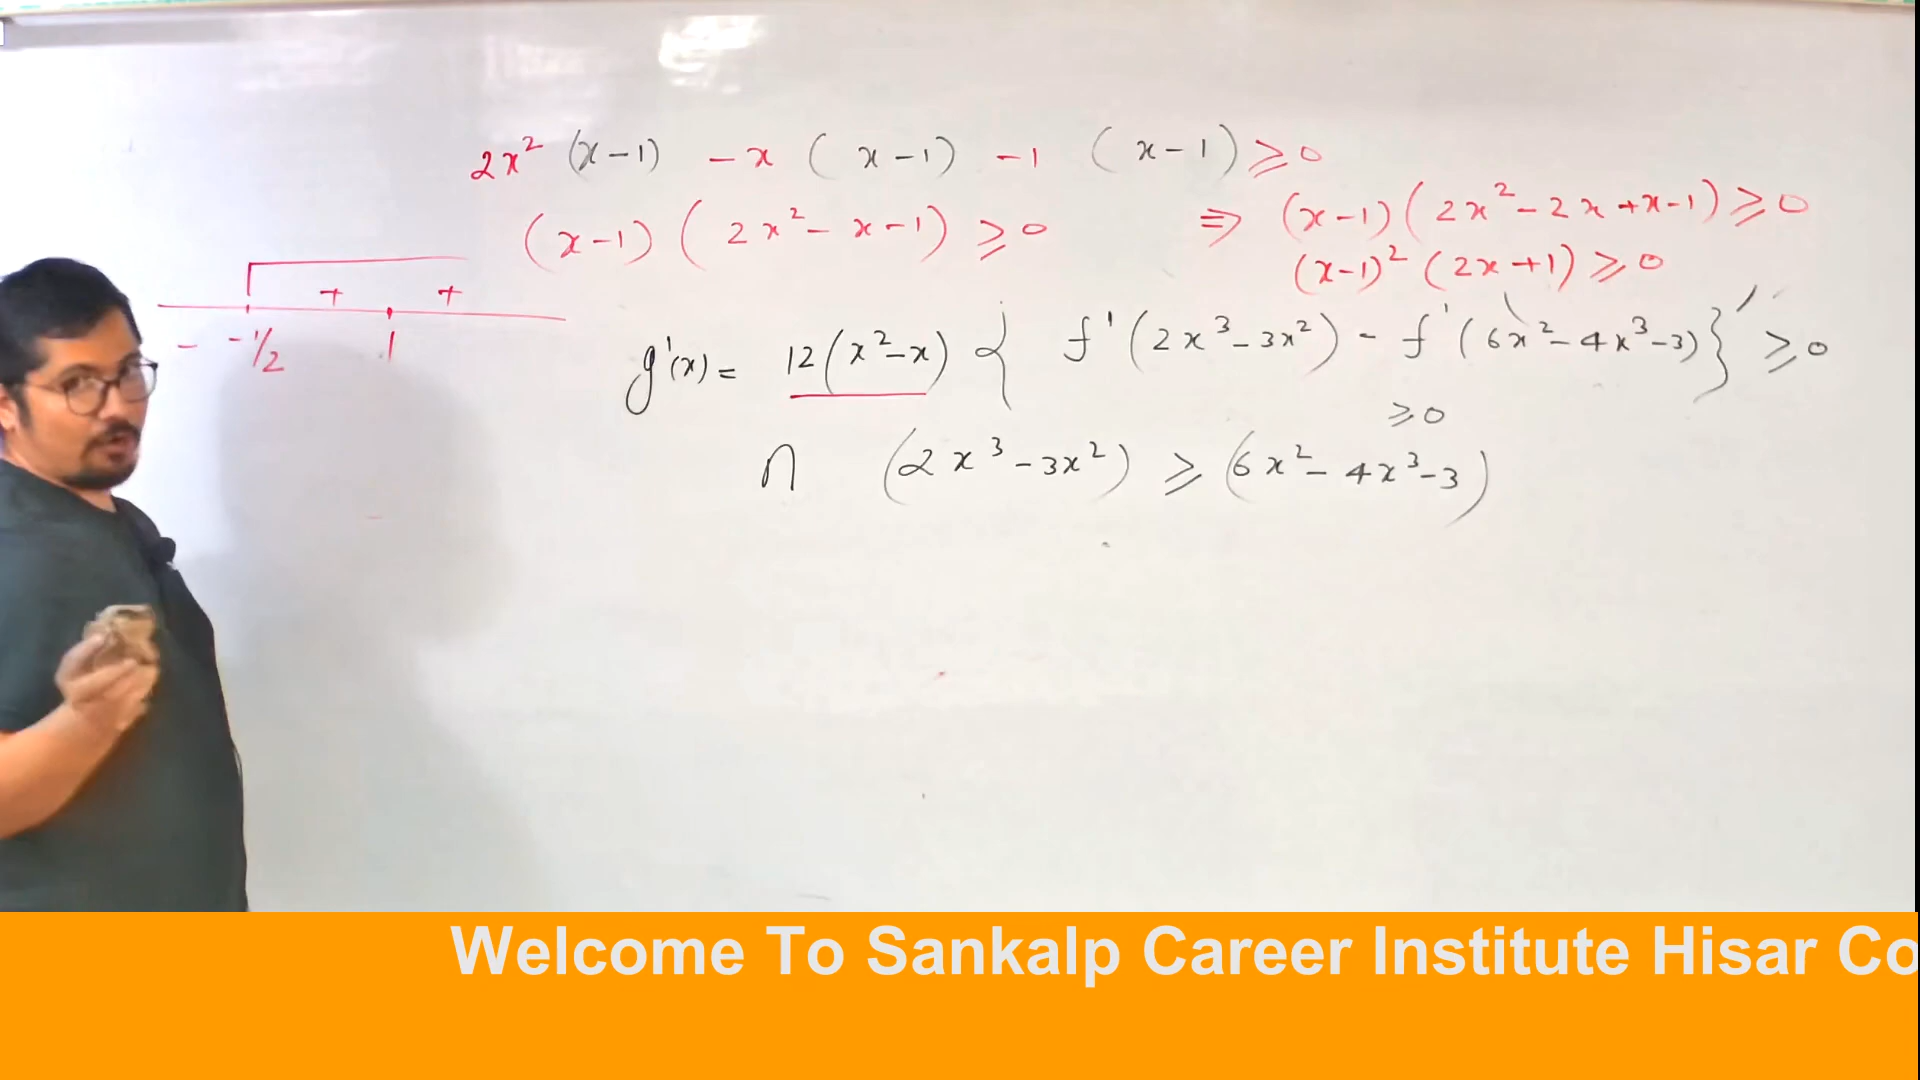 2x² (x-1) -x (x-1) -1 (x-1) ≥ 0
(x-1) (2x² - x -1) ≥ 0
⇒ (x-1) (2x² - 2x + x - 1) ≥ 0
(x-1)² (2x+1) ≥ 0
+ +
- -1/2 1
g'(x) = 12(x²-x) { f'(2x³-3x²) - f'(6x²-4x³-3) }' ≥ 0
≥ 0
∩ (2x³-3x²) ≥ (6x²-4x³-3)
Welcome To Sankalp Career Institute Hisar Co